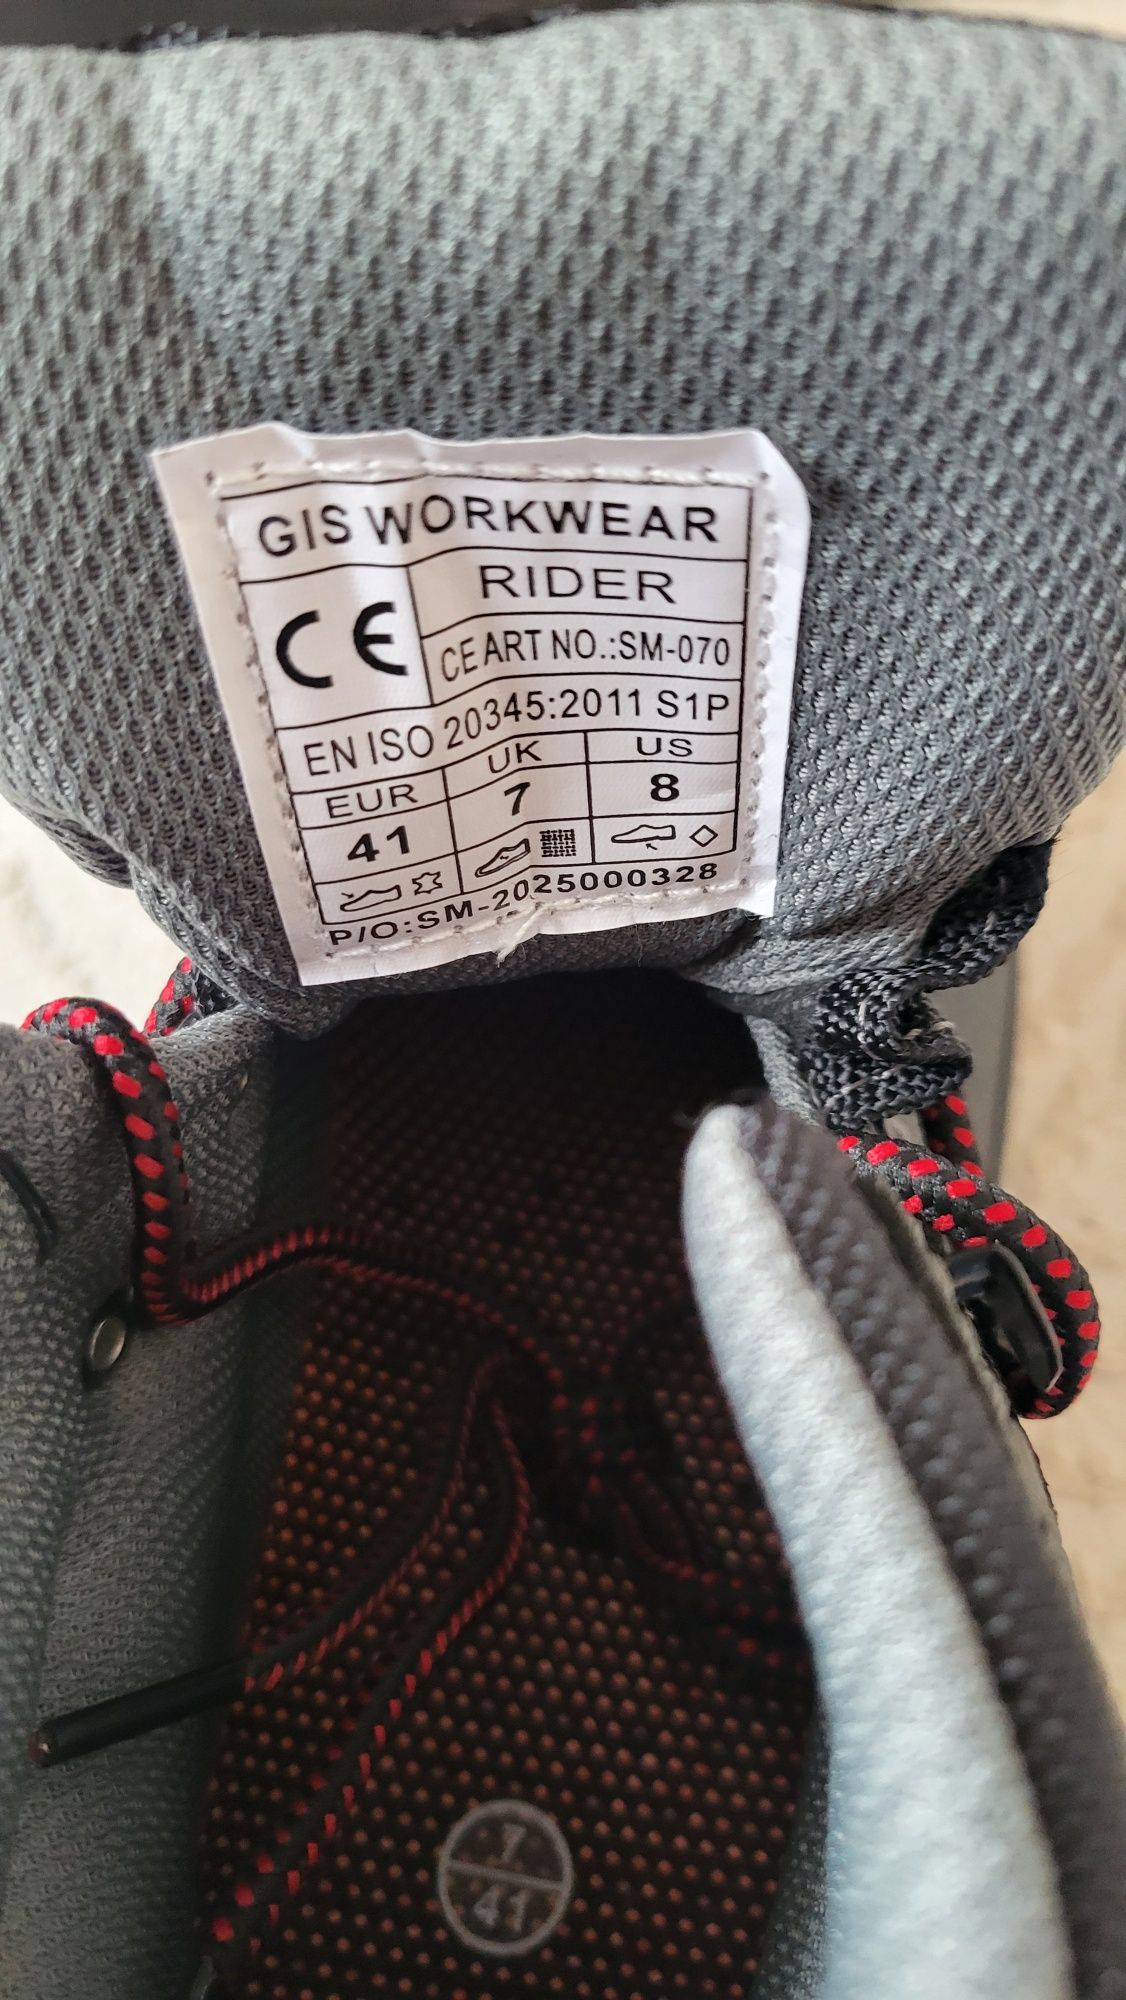 GIS WORKWEAR
CE
RIDER
CE ART NO.:SM-070
EN ISO 20345:2011 S1P
EUR UK US
41 7 8
P/O:SM-2025000328
7
41